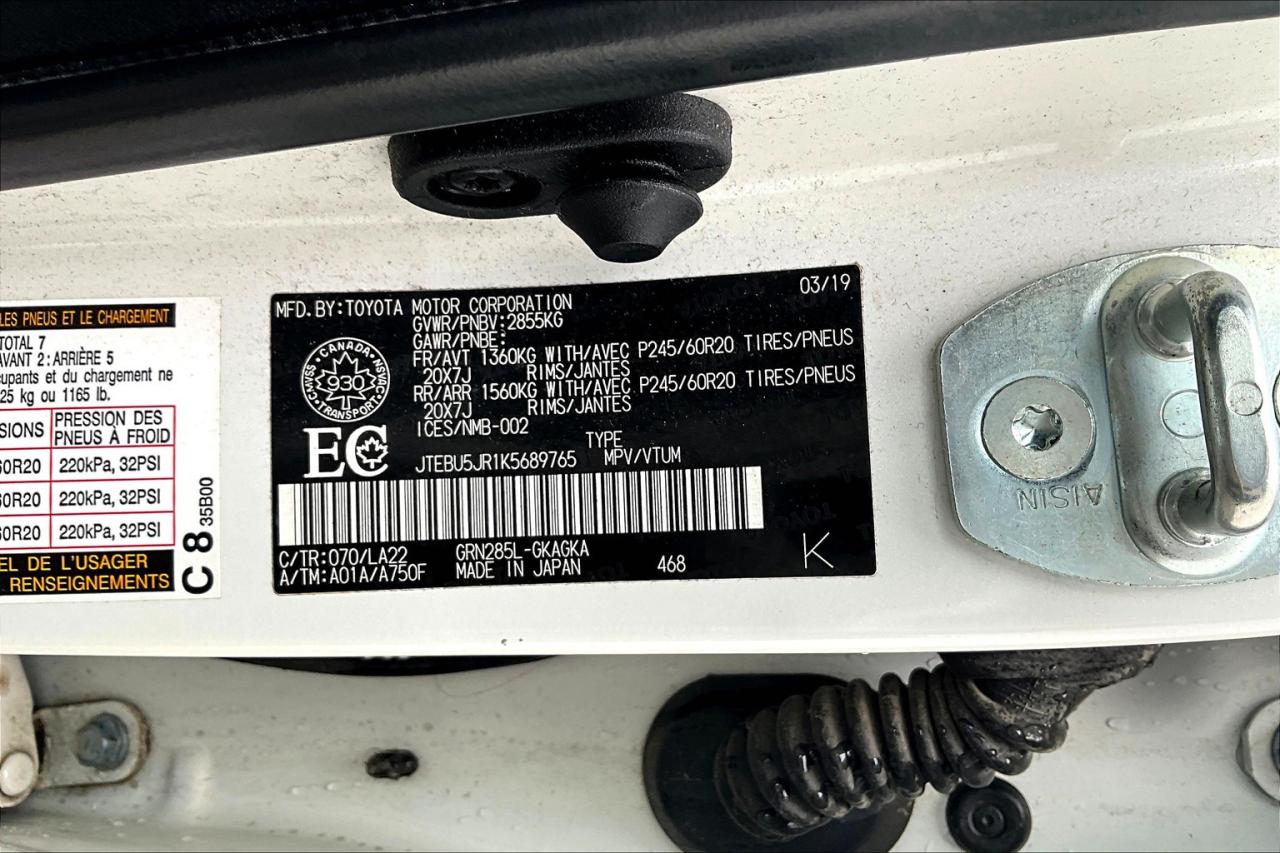 LES PNEUS ET LE CHARGEMENT
TOTAL 7
AVANT 2: ARRIÈRE 5
cupants et du chargement ne
25 kg ou 1165 lb.
SIONS
PRESSION DES
PNEUS À FROID
60R20 220kPa, 32PSI
60R20 220kPa, 32PSI
60R20 220kPa, 32PSI
EL DE L'USAGER
RENSEIGNEMENTS
C 8 35B00
MFD. BY: TOYOTA MOTOR CORPORATION 03/19
GVWR/PNBV: 2855KG
GAWR/PNBE:
FR/AVT 1360KG WITH/AVEC P245/60R20 TIRES/PNEUS
20X7J RIMS/JANTES
RR/ARR 1560KG WITH/AVEC P245/60R20 TIRES/PNEUS
20X7J RIMS/JANTES
ICES/NMB-002
CANADA
CMVSS
NSVAC
930
TRANSPORT
EC
TYPE
JTEBU5JR1K5689765 MPV/VTUM
C/TR: 070/LA22 GRN285L-GKAGKA
A/TM: A01A/A750F MADE IN JAPAN 468
K
AISIN